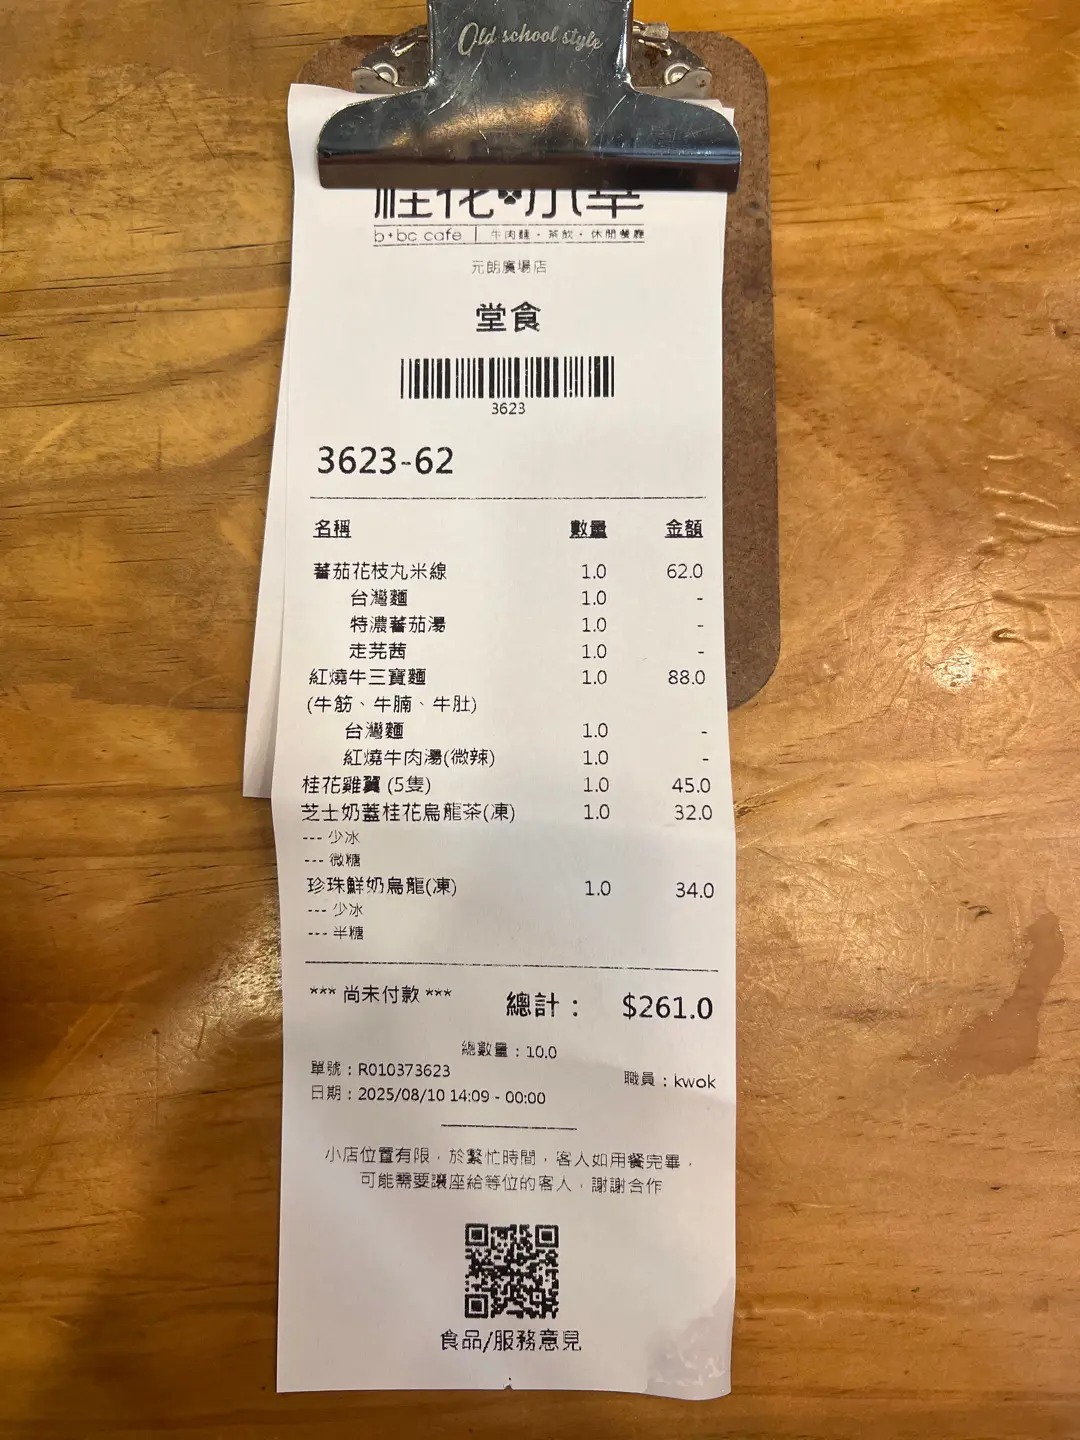 Old school style
桂花 小幸
b+bc cafe | 牛肉麵・茶飲・休閒餐廳
元朗廣場店
堂食
3623
3623-62
名稱 數量 金額
蕃茄花枝丸米線 1.0 62.0
台灣麵 1.0 -
特濃蕃茄湯 1.0 -
走芫茜 1.0 -
紅燒牛三寶麵 1.0 88.0
(牛筋、牛腩、牛肚)
台灣麵 1.0 -
紅燒牛肉湯(微辣) 1.0 -
桂花雞翼 (5隻) 1.0 45.0
芝士奶蓋桂花烏龍茶(凍) 1.0 32.0
--- 少冰
--- 微糖
珍珠鮮奶烏龍(凍) 1.0 34.0
--- 少冰
--- 半糖
*** 尚未付款 *** 總計： $261.0
總數量：10.0
單號：R010373623 職員：kwok
日期：2025/08/10 14:09 - 00:00
小店位置有限，於繁忙時間，客人如用餐完畢，
可能需要讓座給等位的客人，謝謝合作
食品/服務意見